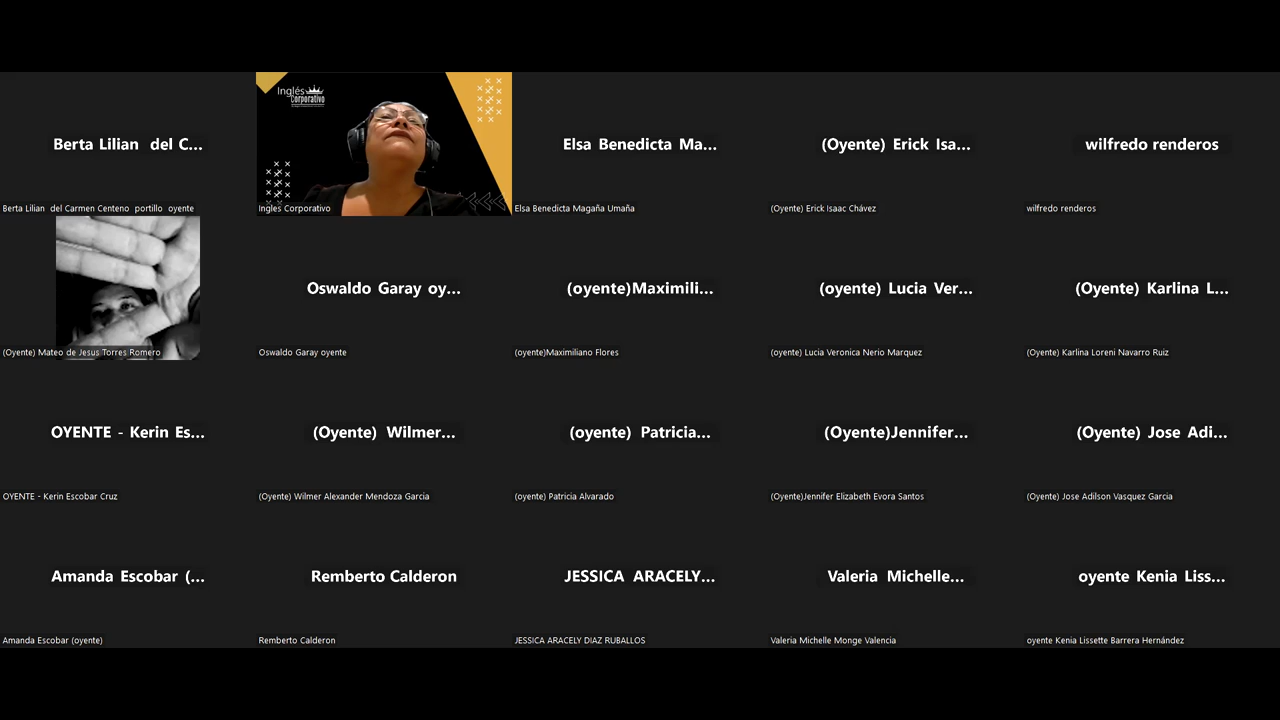 Berta Lilian del C...
Inglés
Corporativo
Elsa Benedicta Ma...
(Oyente) Erick Isa...
wilfredo renderos
Berta Lilian del Carmen Centeno portillo oyente
Ingles Corporativo
Elsa Benedicta Magaña Umaña
(Oyente) Erick Isaac Chávez
wilfredo renderos
Oswaldo Garay oy...
(oyente)Maximili...
(oyente) Lucia Ver...
(Oyente) Karlina L...
(Oyente) Mateo de Jesus Torres Romero
Oswaldo Garay oyente
(oyente)Maximiliano Flores
(oyente) Lucia Veronica Nerio Marquez
(Oyente) Karlina Loreni Navarro Ruiz
OYENTE - Kerin Es...
(Oyente) Wilmer...
(oyente) Patricia...
(Oyente)Jennifer...
(Oyente) Jose Adi...
OYENTE - Kerin Escobar Cruz
(Oyente) Wilmer Alexander Mendoza Garcia
(oyente) Patricia Alvarado
(Oyente)Jennifer Elizabeth Evora Santos
(Oyente) Jose Adilson Vasquez Garcia
Amanda Escobar (...
Remberto Calderon
JESSICA ARACELY...
Valeria Michelle...
oyente Kenia Liss...
Amanda Escobar (oyente)
Remberto Calderon
JESSICA ARACELY DIAZ RUBALLOS
Valeria Michelle Monge Valencia
oyente Kenia Lissette Barrera Hernández